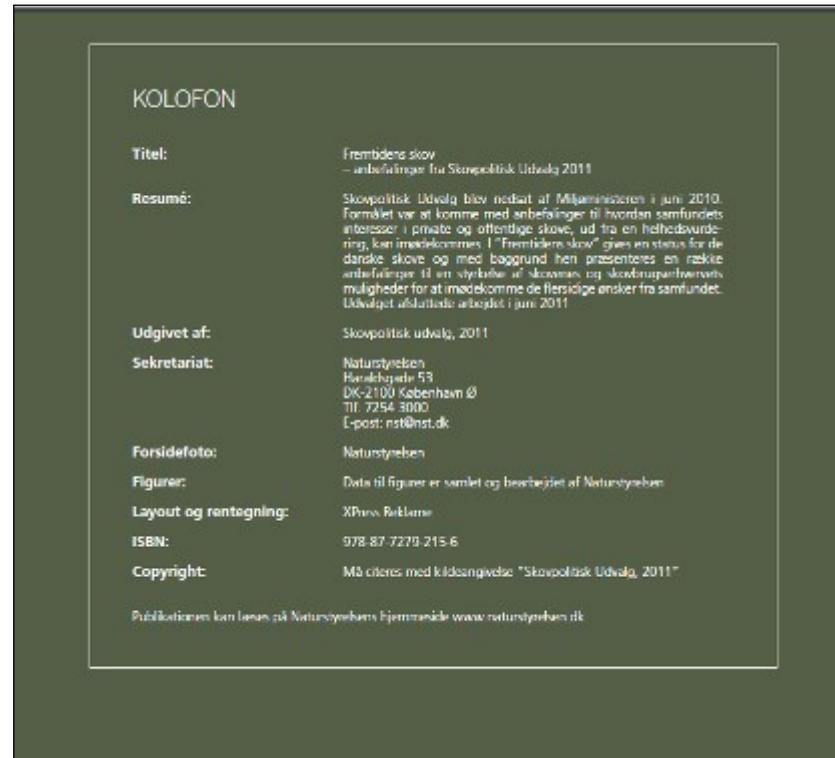 KOLOFON
Titel: Fremtidens skov
– anbefalinger fra Skovpolitisk Udvalg 2011
Resumé: Skovpolitisk Udvalg blev nedsat af Miljøministeren i juni 2010.
Formålet var at komme med anbefalinger til hvordan samfundets
interesser i private og offentlige skove, ud fra en helhedsvurde-
ring, kan imødekommes. I "Fremtidens skov" gives en status for de
danske skove og med baggrund heri præsenteres en række
anbefalinger til en styrkelse af skovenes og skovbrugserhvervets
muligheder for at imødekomme de flersidige ønsker fra samfundet.
Udvalget afsluttede arbejdet i juni 2011
Udgivet af: Skovpolitisk udvalg, 2011
Sekretariat: Naturstyrelsen
Haraldsgade 53
DK-2100 København Ø
Tlf. 7254 3000
E-post: nst@nst.dk
Forsidefoto: Naturstyrelsen
Figurer: Data til figurer er samlet og bearbejdet af Naturstyrelsen
Layout og rentegning: XPress Reklame
ISBN: 978-87-7279-215-6
Copyright: Må citeres med kildeangivelse "Skovpolitisk Udvalg, 2011"
Publikationen kan læses på Naturstyrelsens hjemmeside www.naturstyrelsen.dk